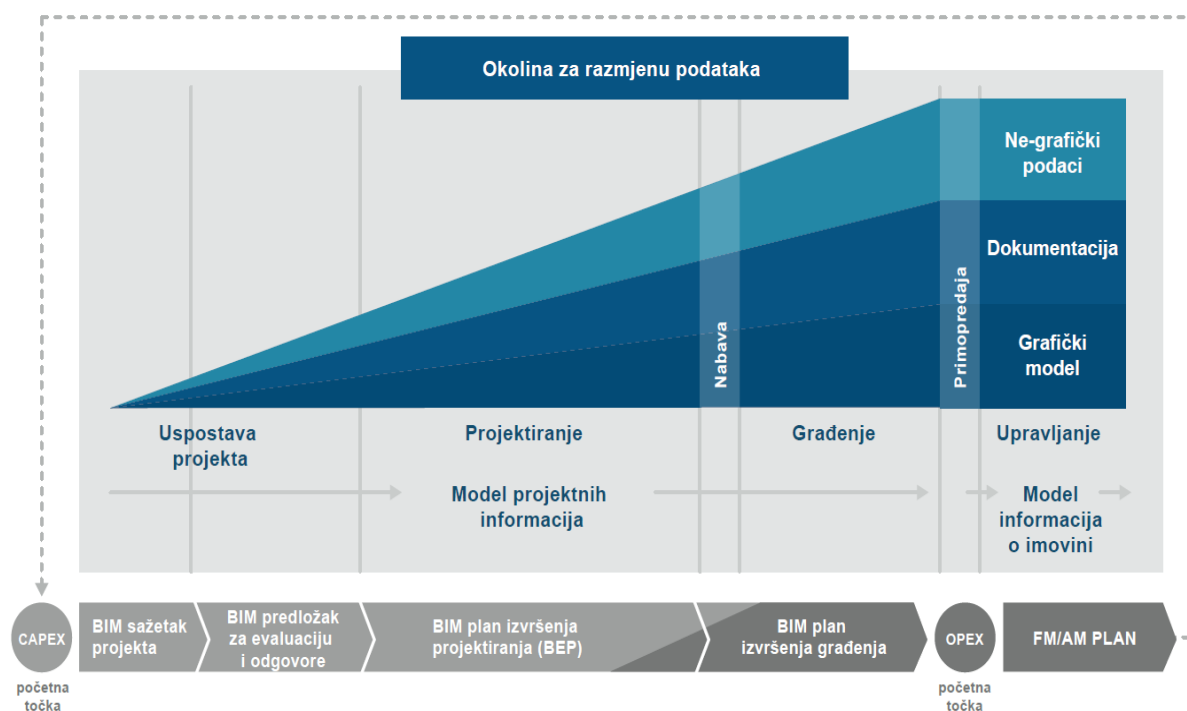 Okolina za razmjenu podataka
Ne-grafički
podaci
Dokumentacija
Grafički
model
Nabava
Primopredaja
Uspostava
projekta
Projektiranje
Građenje
Upravljanje
Model projektnih
informacija
Model
informacija
o imovini
CAPEX
BIM sažetak
projekta
BIM predložak
za evaluaciju
i odgovore
BIM plan izvršenja
projektiranja (BEP)
BIM plan
izvršenja građenja
OPEX
FM/AM PLAN
početna
točka
početna
točka